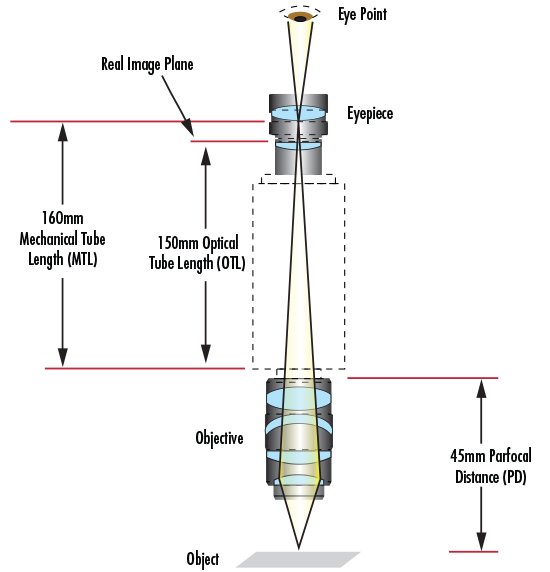 Eye Point
Real Image Plane
Eyepiece
160mm
Mechanical Tube
Length (MTL)
150mm Optical
Tube Length (OTL)
Objective
45mm Parfocal
Distance (PD)
Object